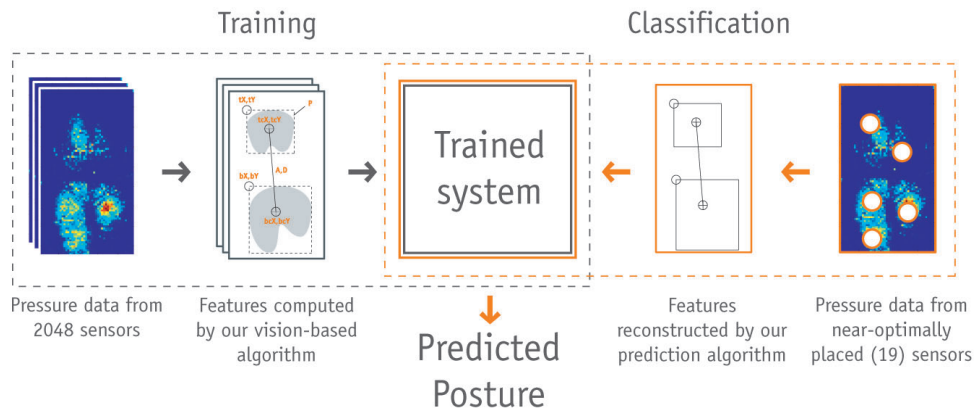 Training
Classification
tX,tY
P
tcX,tcY
A,D
bX,bY
bcX,bcY
Trained
system
Pressure data from
2048 sensors
Features computed
by our vision-based
algorithm
Predicted
Posture
Features
reconstructed by our
prediction algorithm
Pressure data from
near-optimally
placed (19) sensors